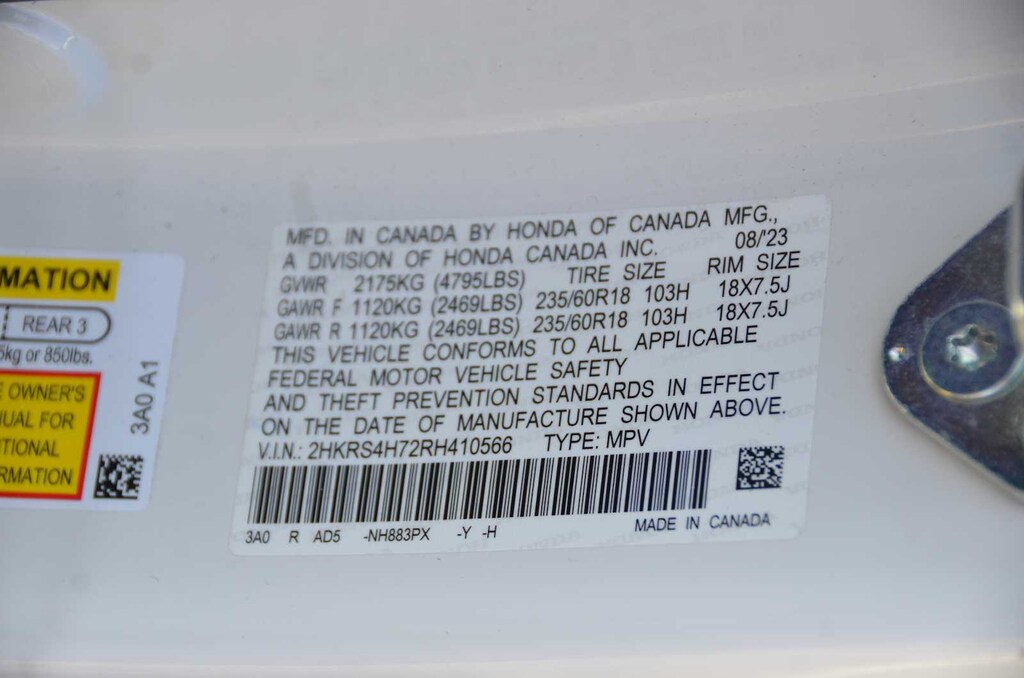 MATION
REAR 3
5kg or 850lbs.
E OWNER'S
NUAL FOR
ITIONAL
RMATION
3A0 A1
MFD. IN CANADA BY HONDA OF CANADA MFG.,
A DIVISION OF HONDA CANADA INC. 08/'23
GVWR 2175KG (4795LBS) TIRE SIZE RIM SIZE
GAWR F 1120KG (2469LBS) 235/60R18 103H 18X7.5J
GAWR R 1120KG (2469LBS) 235/60R18 103H 18X7.5J
THIS VEHICLE CONFORMS TO ALL APPLICABLE
FEDERAL MOTOR VEHICLE SAFETY
AND THEFT PREVENTION STANDARDS IN EFFECT
ON THE DATE OF MANUFACTURE SHOWN ABOVE.
V.I.N.: 2HKRS4H72RH410566 TYPE: MPV
3A0 R AD5 -NH883PX -Y -H MADE IN CANADA